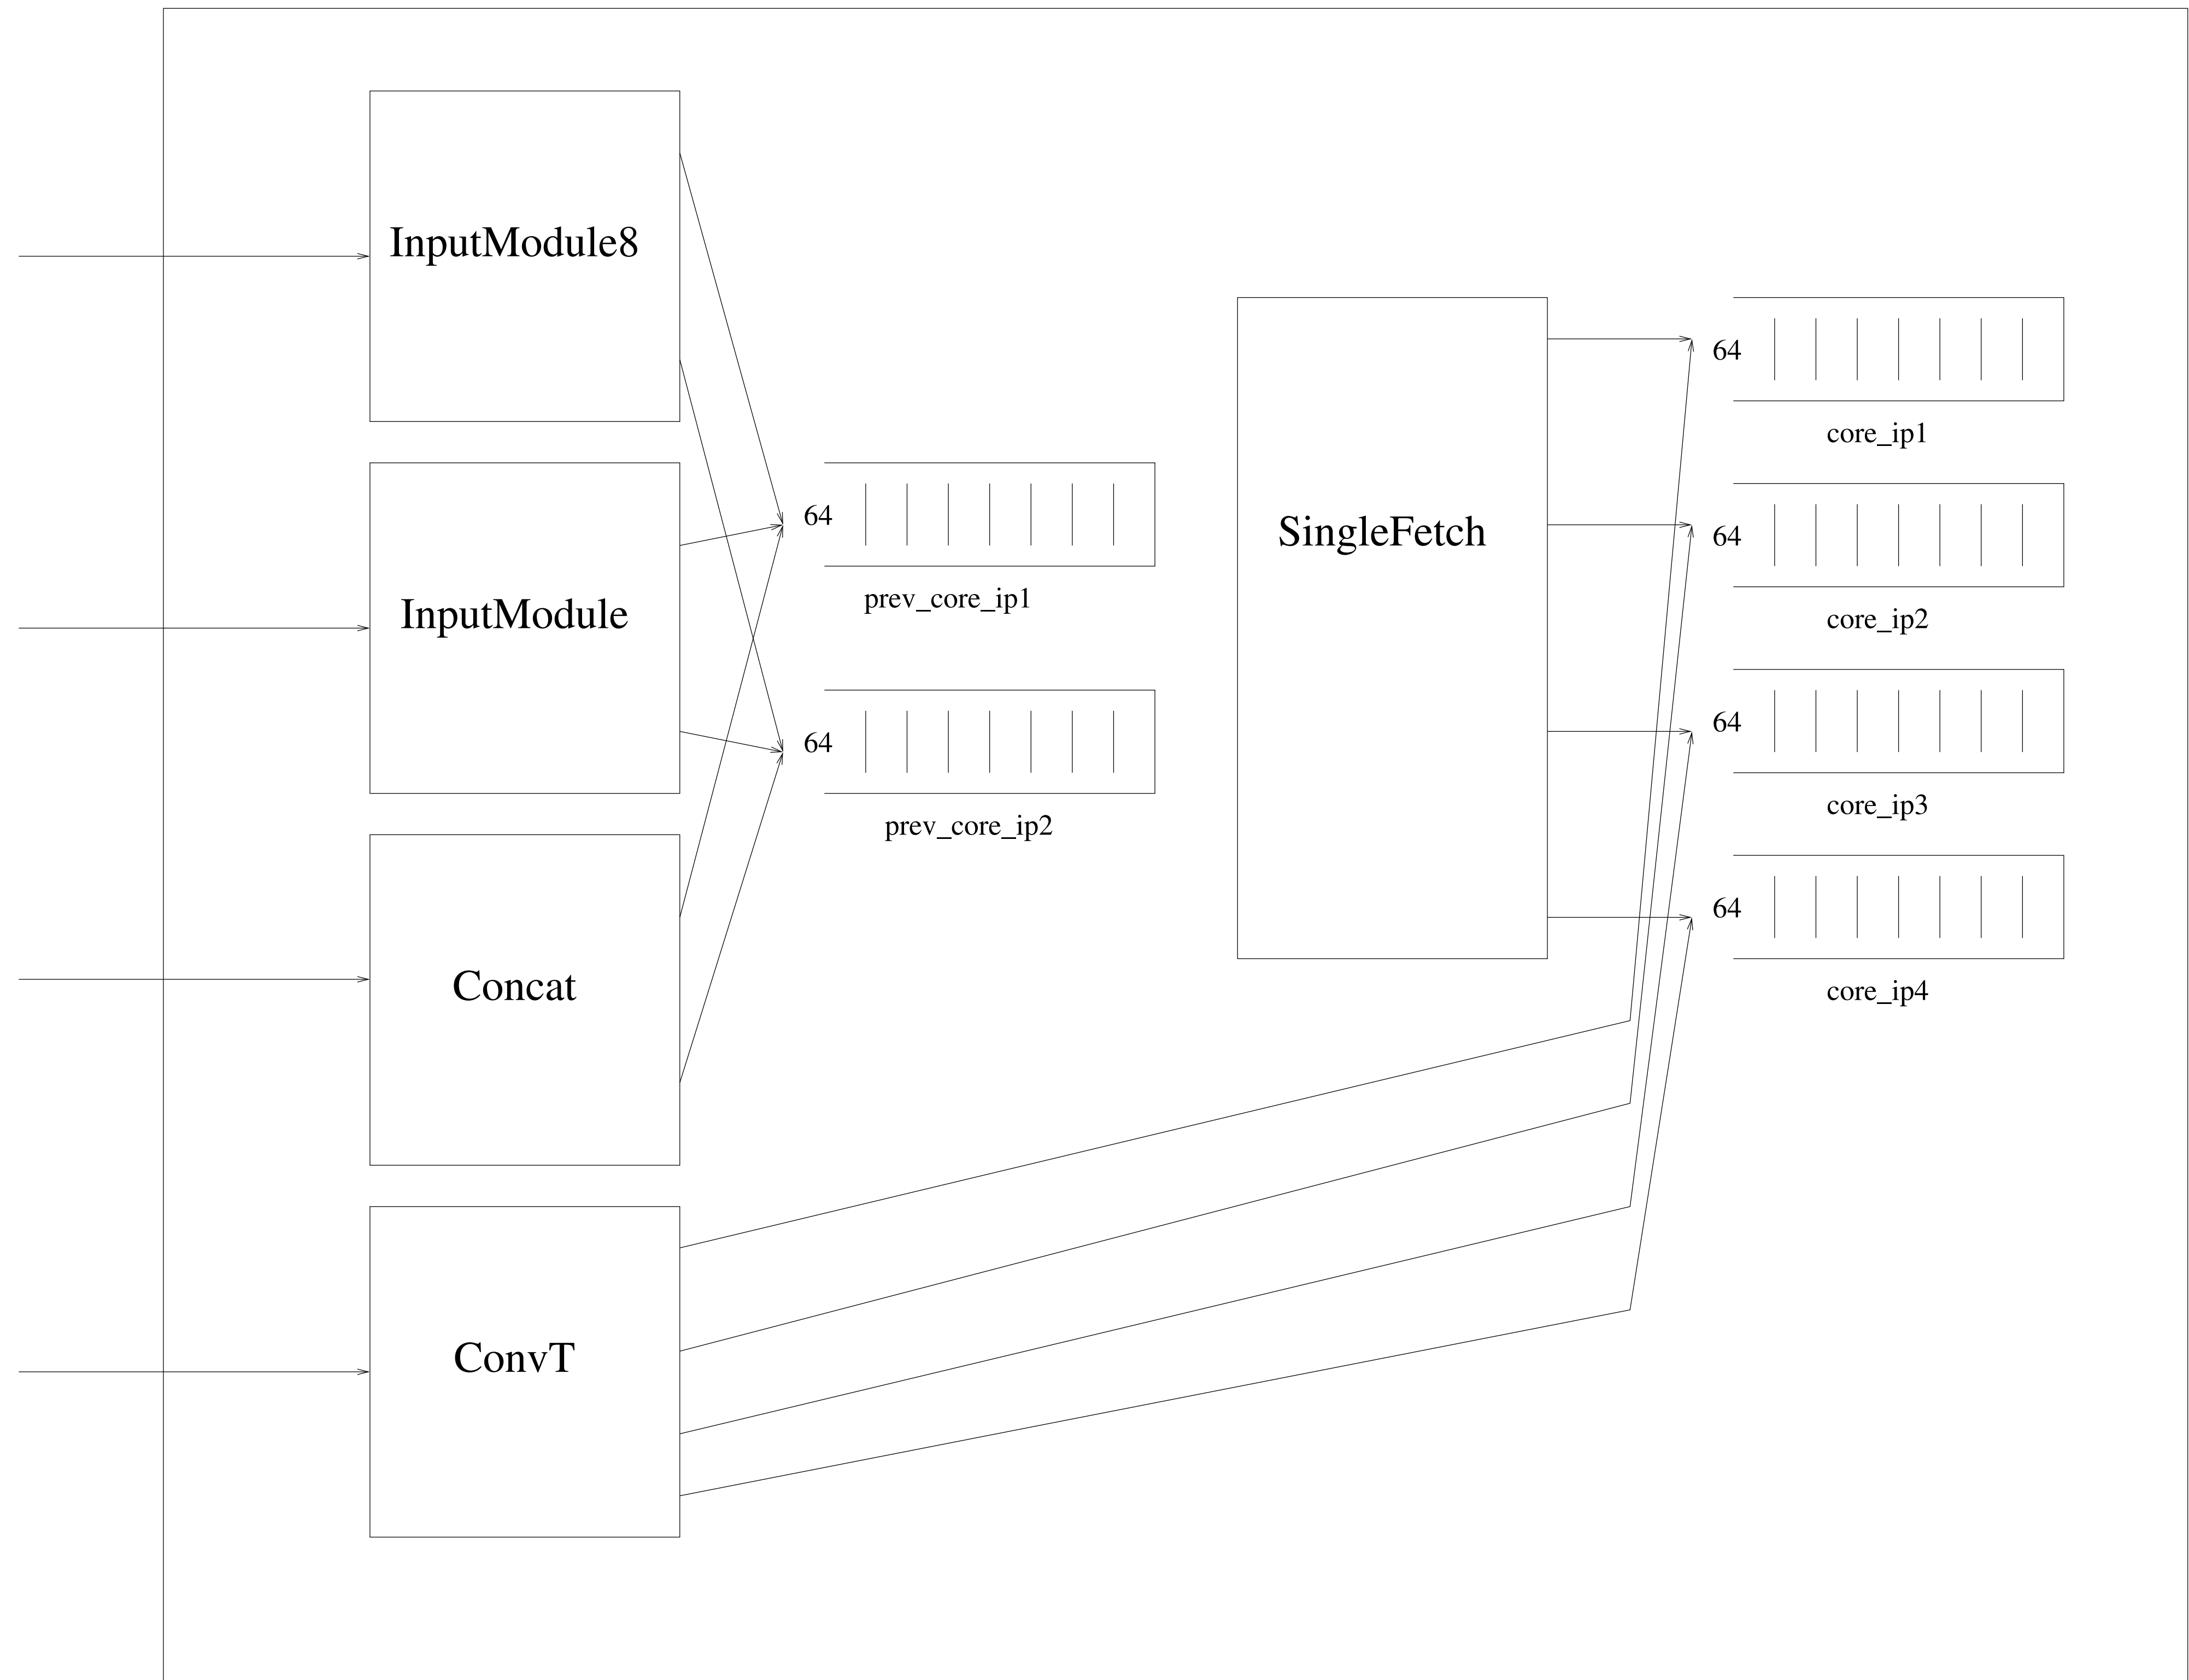 InputModule8
InputModule
Concat
ConvT
64
prev_core_ip1
64
prev_core_ip2
SingleFetch
64
core_ip1
64
core_ip2
64
core_ip3
64
core_ip4